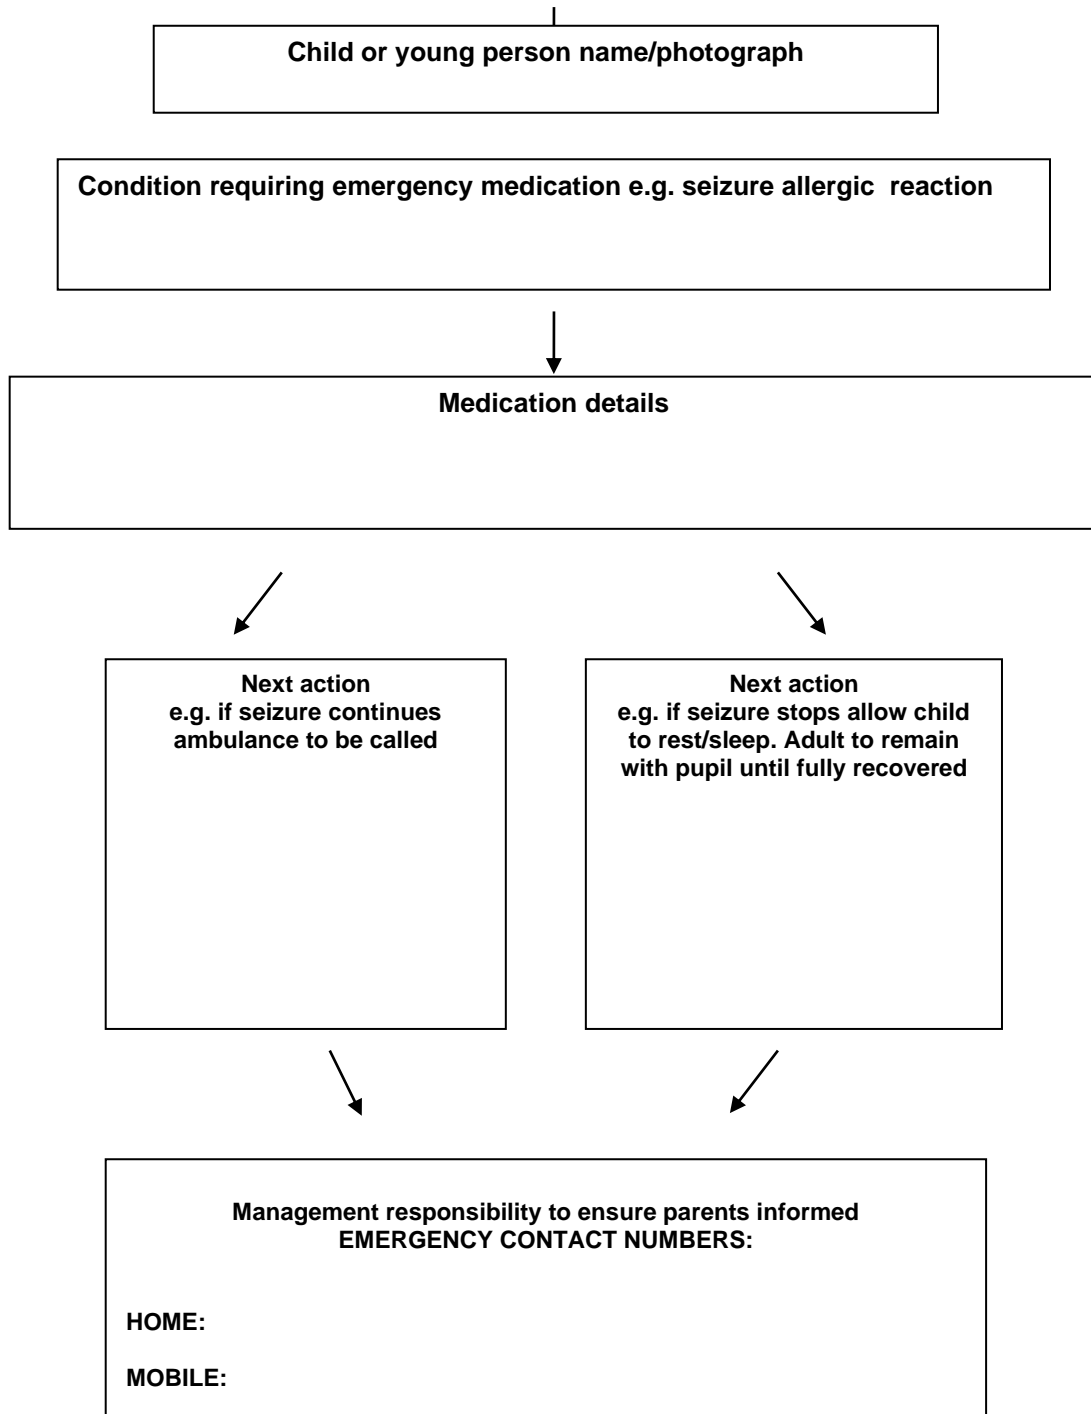 Child or young person name/photograph
Condition requiring emergency medication e.g. seizure allergic  reaction
Medication details
Next action
e.g. if seizure continues
ambulance to be called
Next action
e.g. if seizure stops allow child
to rest/sleep. Adult to remain
with pupil until fully recovered
Management responsibility to ensure parents informed
EMERGENCY CONTACT NUMBERS:
HOME:
MOBILE: